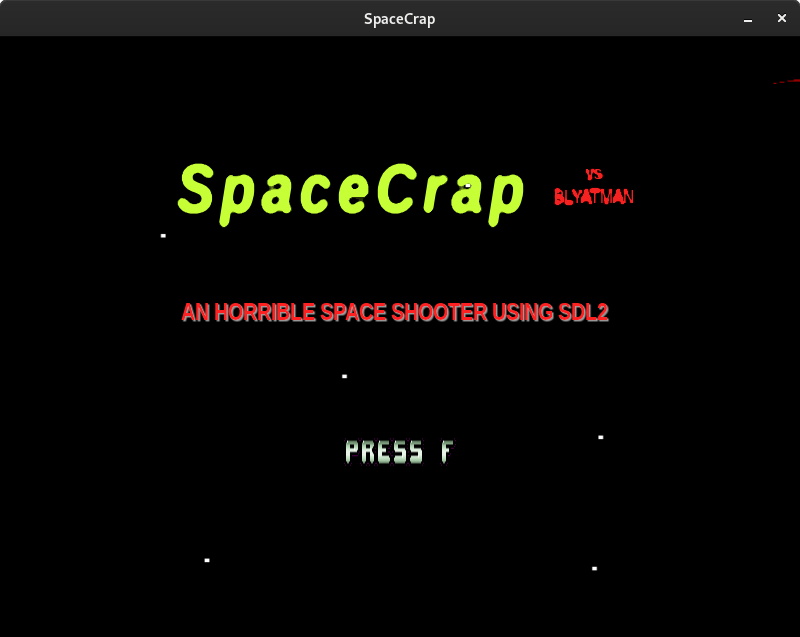 SpaceCrap
SpaceCrap
VS
BLYATMAN
AN HORRIBLE SPACE SHOOTER USING SDL2
PRESS F